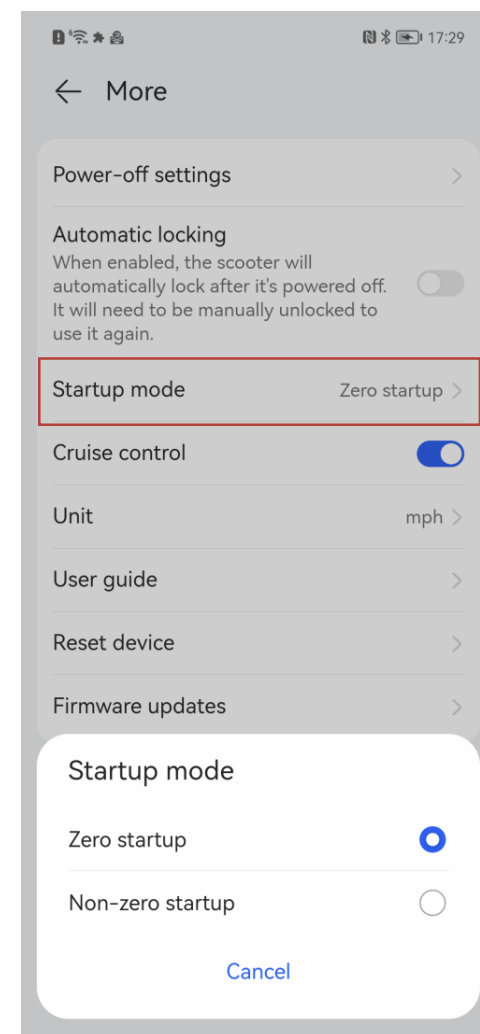 17:29
More
Power-off settings
Automatic locking
When enabled, the scooter will
automatically lock after it's powered off.
It will need to be manually unlocked to
use it again.
Startup mode Zero startup
Cruise control
Unit mph
User guide
Reset device
Firmware updates
Startup mode
Zero startup
Non-zero startup
Cancel